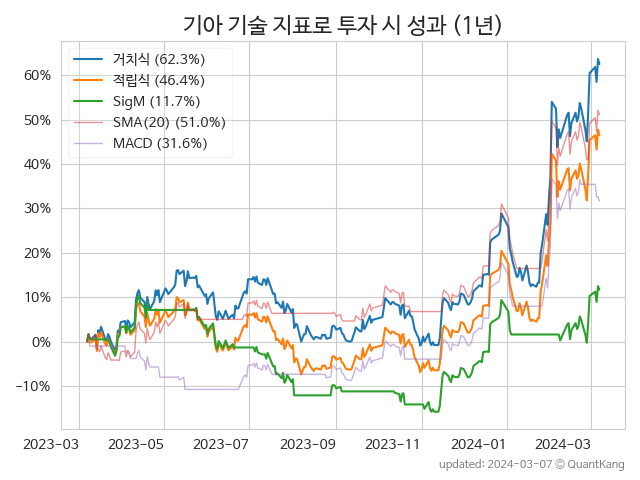 기아 기술 지표로 투자 시 성과 (1년)
거치식 (62.3%)
적립식 (46.4%)
SigM (11.7%)
SMA(20) (51.0%)
MACD (31.6%)
60%
50%
40%
30%
20%
10%
0%
−10%
2023-03 2023-05 2023-07 2023-09 2023-11 2024-01 2024-03
updated: 2024-03-07 © QuantKang